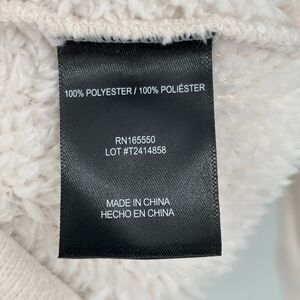 100% POLYESTER / 100% POLIÉSTER
RN165550
LOT #T2414858
MADE IN CHINA
HECHO EN CHINA